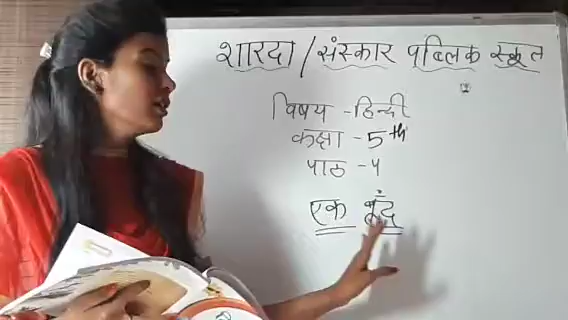 शारदा / संस्कार पब्लिक स्कूल
विषय - हिन्दी
कक्षा - 5th
पाठ - 4
एक बूंद